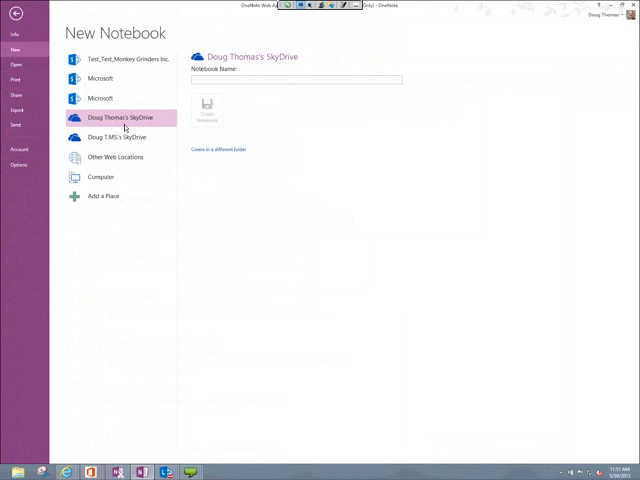 OneNote Web Ap
Only) - OneNote
Doug Thomas
Info
New
Open
Print
Share
Export
Send
Account
Options
New Notebook
Test_Test_Monkey Grinders Inc.
Microsoft
Microsoft
Doug Thomas's SkyDrive
Doug T.MS.'s SkyDrive
Other Web Locations
Computer
Add a Place
Doug Thomas's SkyDrive
Notebook Name:
Create
Notebook
Create in a different folder
11:31 AM
5/30/2013